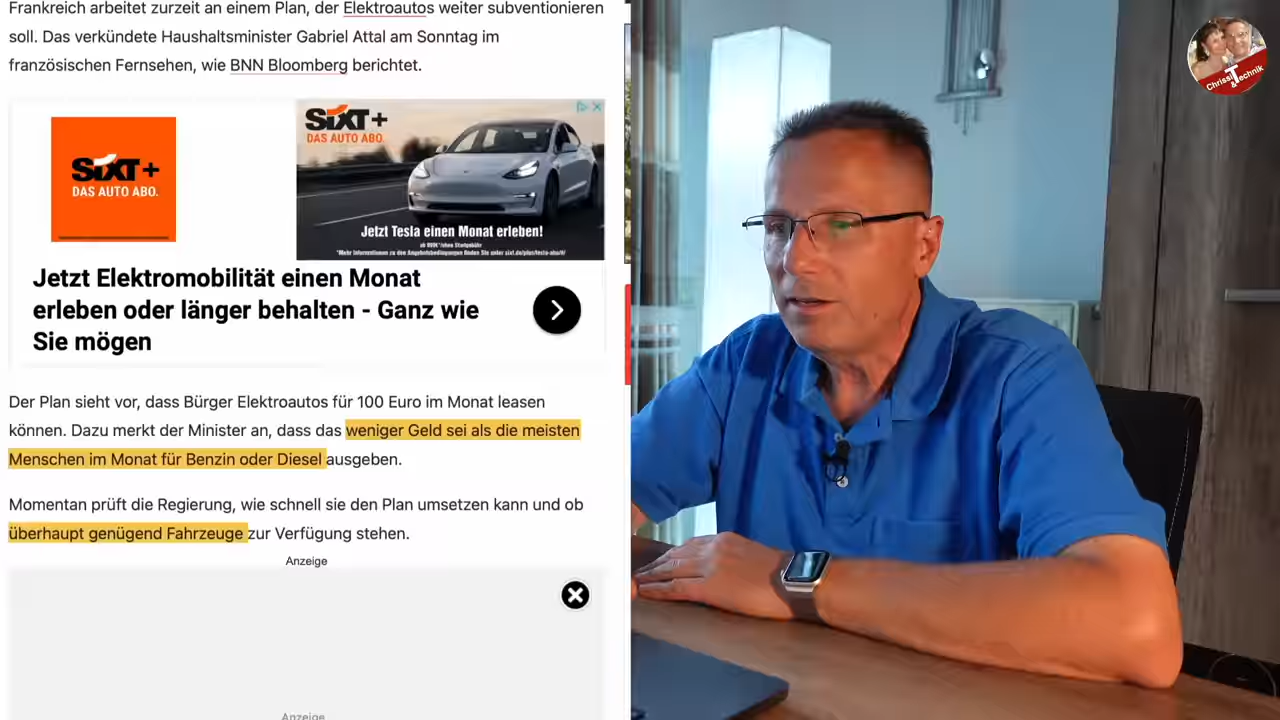 Frankreich arbeitet zurzeit an einem Plan, der Elektroautos weiter subventionieren
soll. Das verkündete Haushaltsminister Gabriel Attal am Sonntag im
französischen Fernsehen, wie BNN Bloomberg berichtet.
SiXT+
DAS AUTO ABO.
SiXT+
DAS AUTO ABO.
Jetzt Tesla einen Monat erleben!
Jetzt Elektromobilität einen Monat
erleben oder länger behalten - Ganz wie
Sie mögen
Der Plan sieht vor, dass Bürger Elektroautos für 100 Euro im Monat leasen
können. Dazu merkt der Minister an, dass das weniger Geld sei als die meisten
Menschen im Monat für Benzin oder Diesel ausgeben.
Momentan prüft die Regierung, wie schnell sie den Plan umsetzen kann und ob
überhaupt genügend Fahrzeuge zur Verfügung stehen.
Anzeige
Anzeige
Chrissi
T
&Technik